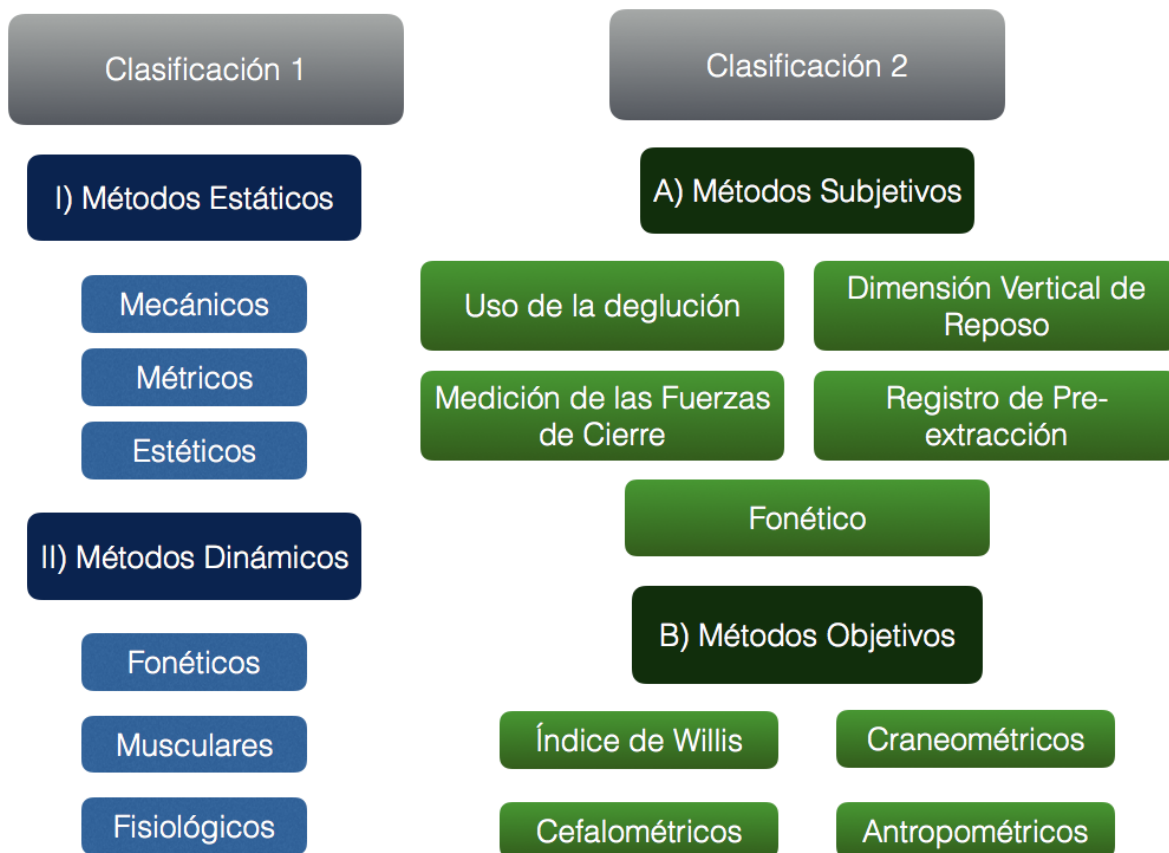 Clasificación 1
I) Métodos Estáticos
Mecánicos
Métricos
Estéticos
II) Métodos Dinámicos
Fonéticos
Musculares
Fisiológicos
Clasificación 2
A) Métodos Subjetivos
Uso de la deglución
Dimensión Vertical de
Reposo
Medición de las Fuerzas
de Cierre
Registro de Pre-
extracción
Fonético
B) Métodos Objetivos
Índice de Willis
Craneométricos
Cefalométricos
Antropométricos